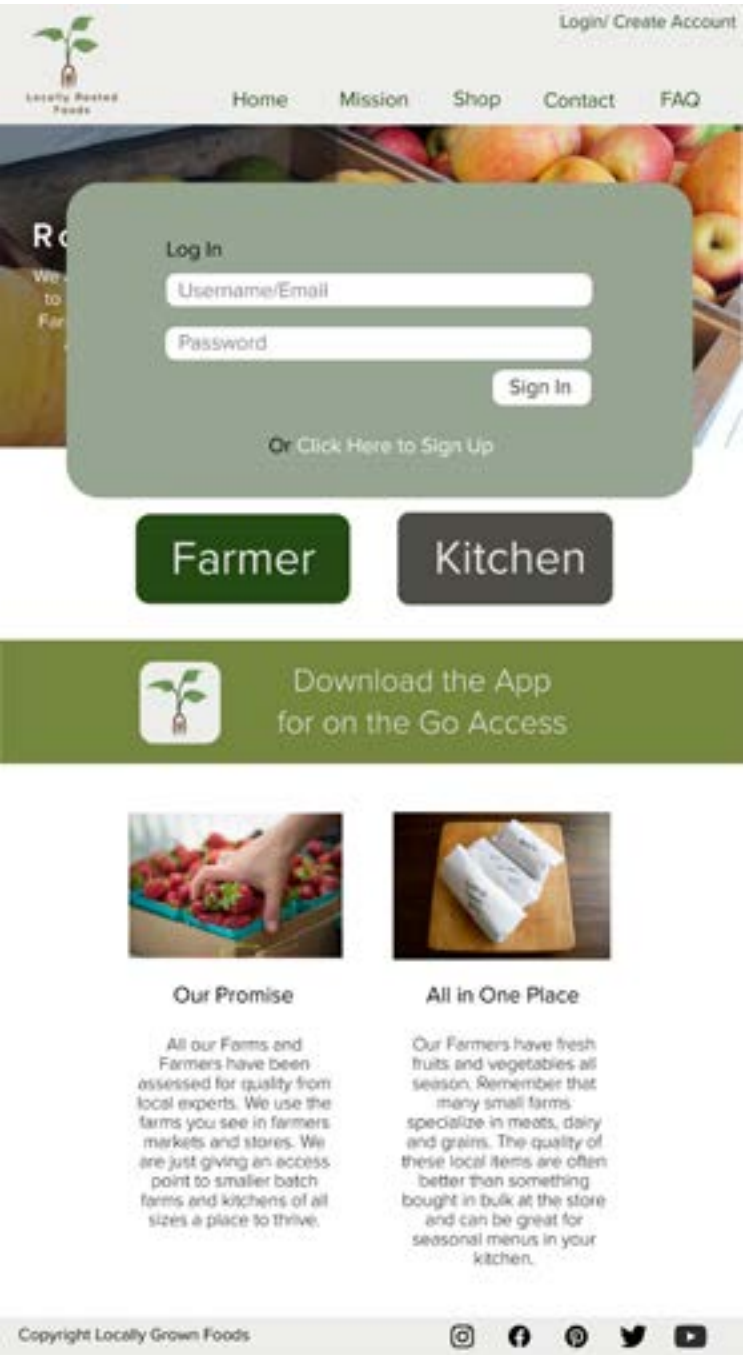 Login/ Create Account
Locally Rooted
Foods
Home Mission Shop Contact FAQ
Ro
We
to
Far
Log In
Username/Email
Password
Sign In
Or Click Here to Sign Up
Farmer Kitchen
Download the App
for on the Go Access
Our Promise
All our Farms and
Farmers have been
assessed for quality from
local experts. We use the
farms you see in farmers
markets and stores. We
are just giving an access
point to smaller batch
farms and kitchens of all
sizes a place to thrive.
All in One Place
Our Farmers have fresh
fruits and vegetables all
season. Remember that
many small farms
specialize in meats, dairy
and grains. The quality of
these local items are often
better than something
bought in bulk at the store
and can be great for
seasonal menus in your
kitchen.
Copyright Locally Grown Foods